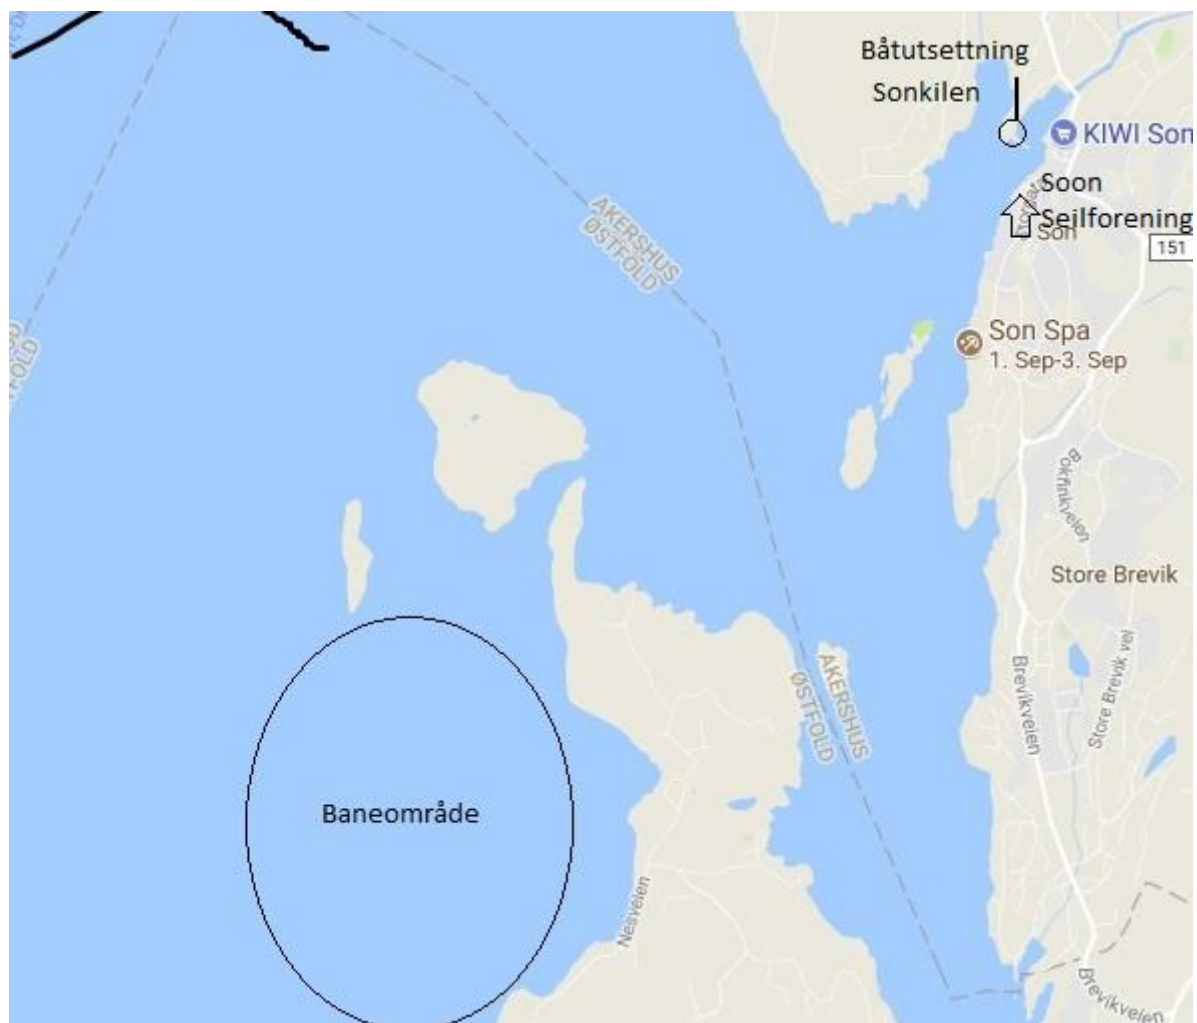 Båtutsettning
Sonkilen
KIWI Son
Soon
Seilforening
Son
151
AKERSHUS
ØSTFOLD
Son Spa
1. Sep-3. Sep
Bokfinkveien
Store Brevik
AKERSHUS
ØSTFOLD
Brevikveien
Store Brevik vei
Baneområde
Nesveien
Brevikveien